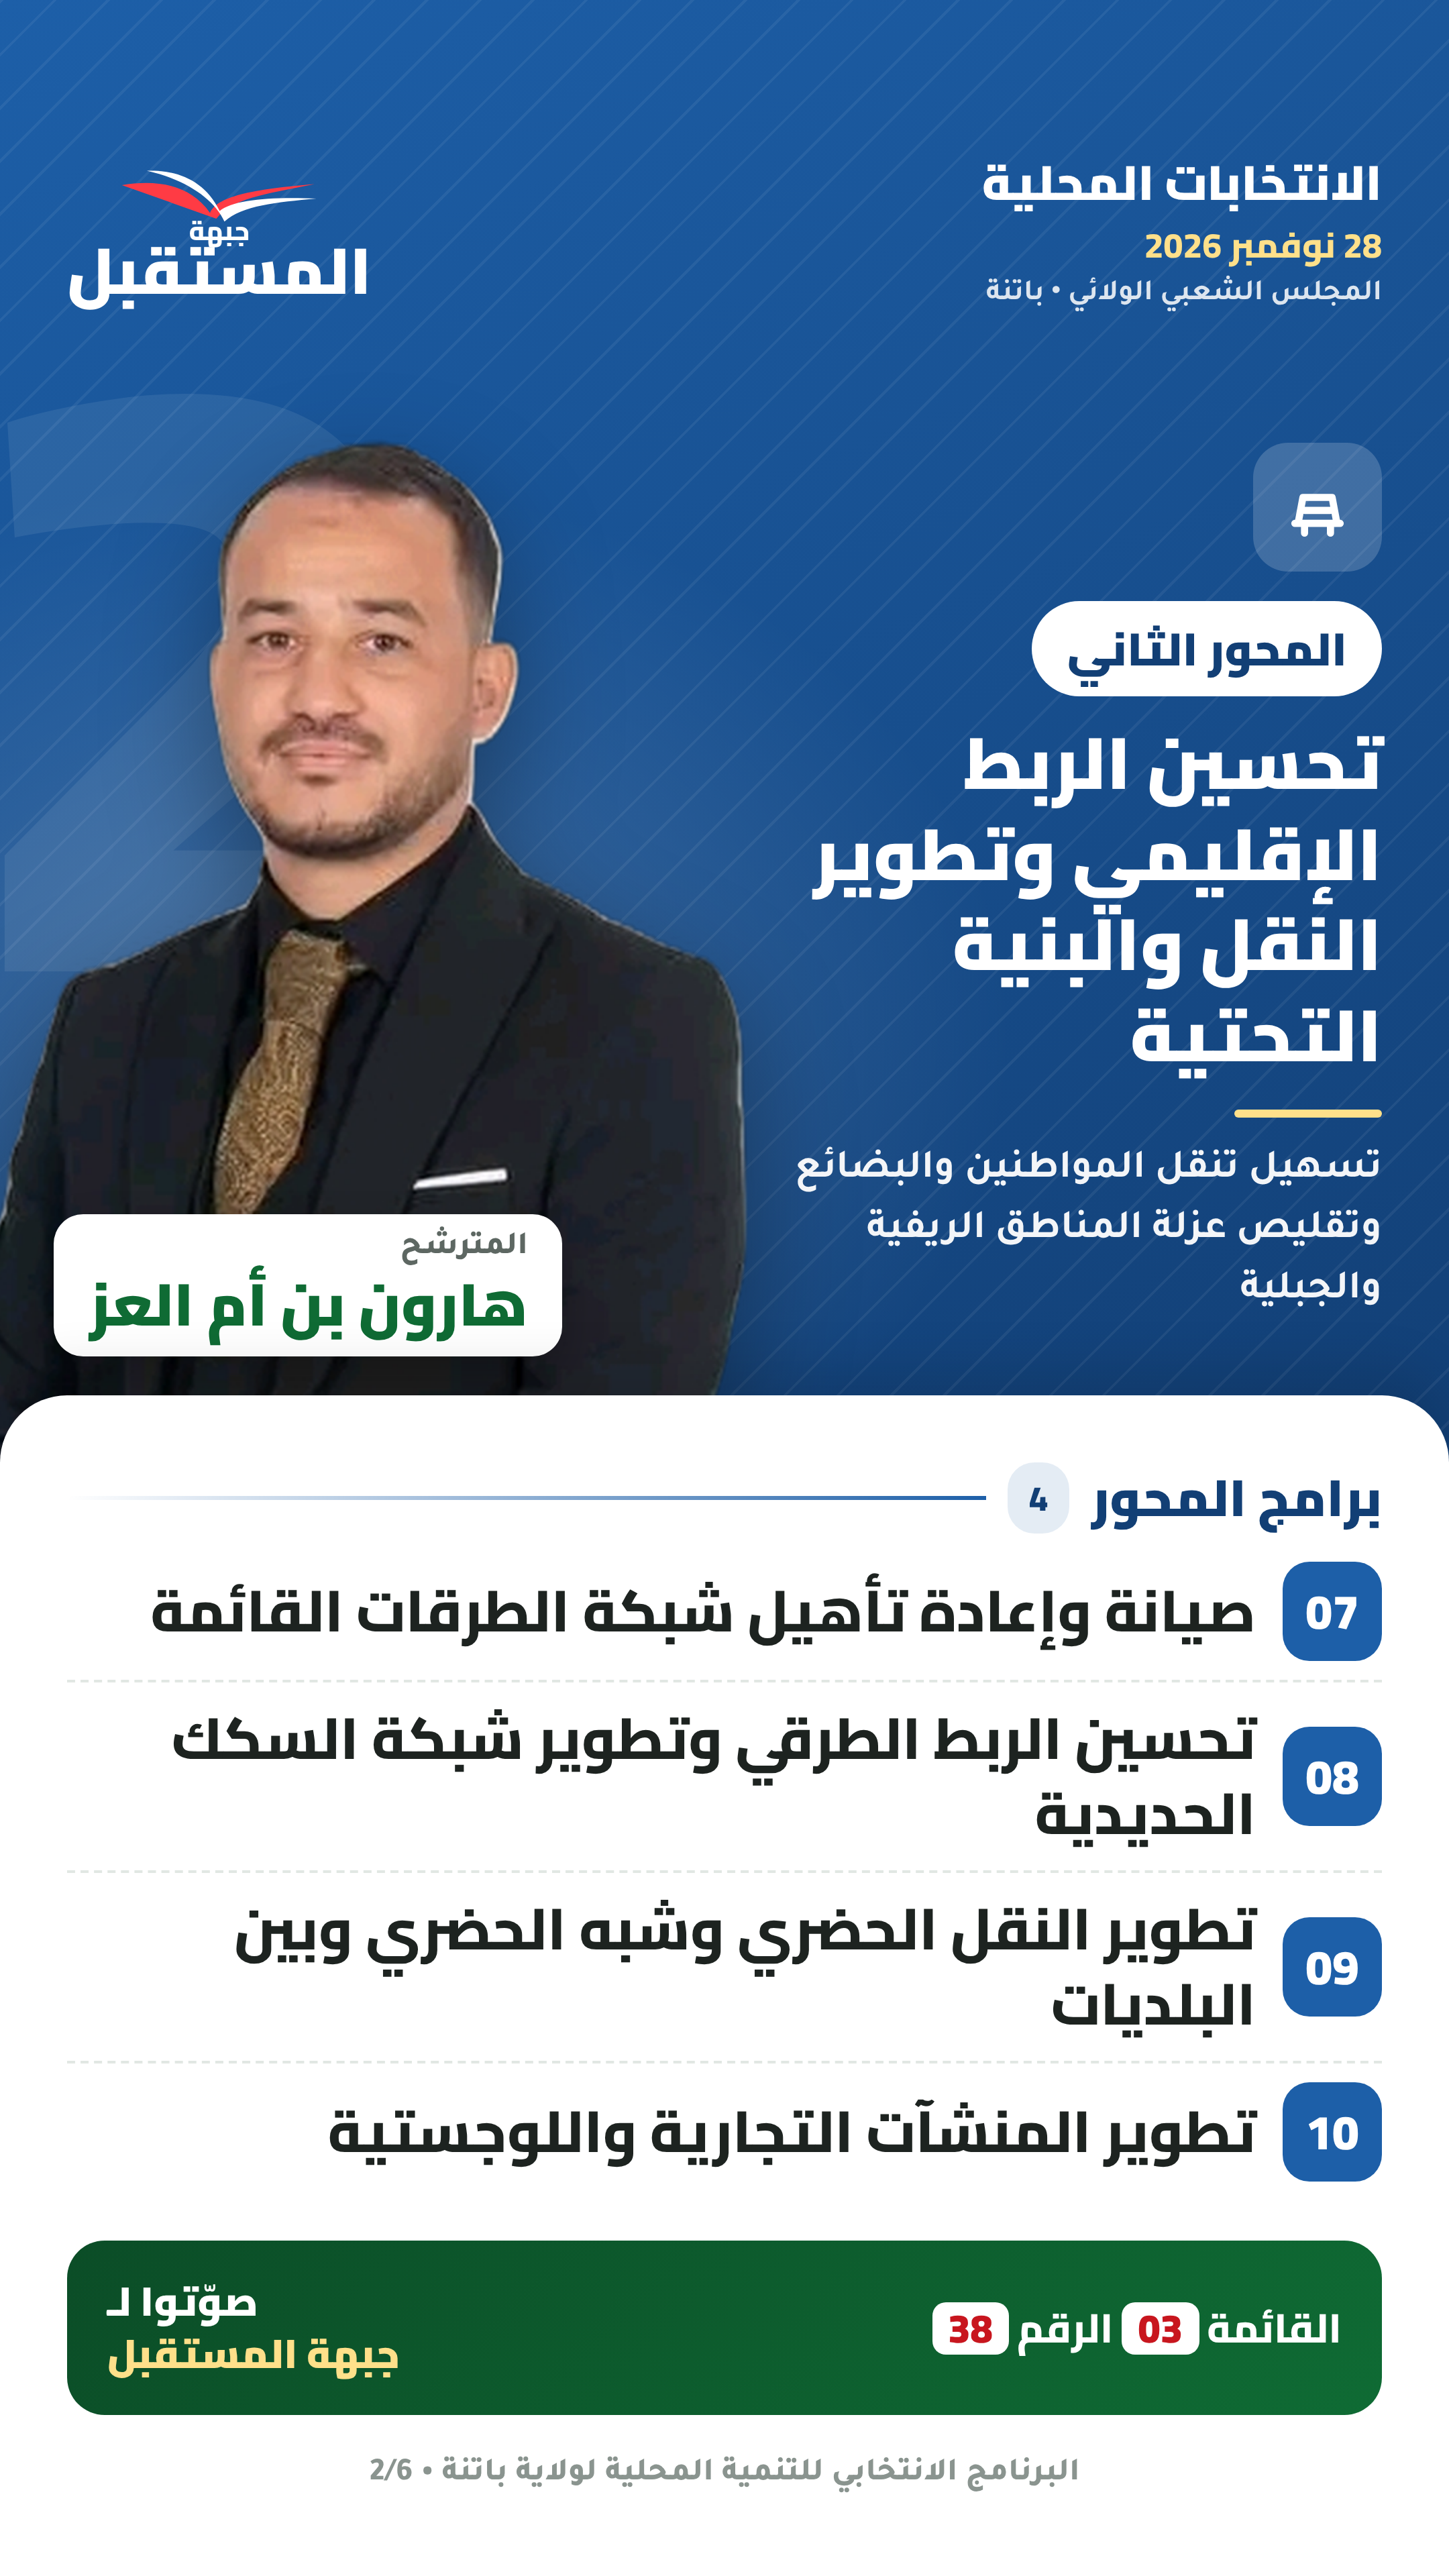 الانتخابات المحلية
28 نوفمبر 2026
المجلس الشعبي الولائي • باتنة
جبهة
المستقبل
2
المحور الثاني
تحسين الربط
الإقليمي وتطوير
النقل والبنية
التحتية
تسهيل تنقل المواطنين والبضائع
وتقليص عزلة المناطق الريفية
والجبلية
المترشح
هارون بن أم العز
برامج المحور 4
07 صيانة وإعادة تأهيل شبكة الطرقات القائمة
08 تحسين الربط الطرقي وتطوير شبكة السكك
الحديدية
09 تطوير النقل الحضري وشبه الحضري وبين
البلديات
10 تطوير المنشآت التجارية واللوجستية
القائمة 03 الرقم 38
صوّتوا لـ
جبهة المستقبل
البرنامج الانتخابي للتنمية المحلية لولاية باتنة • 2/6